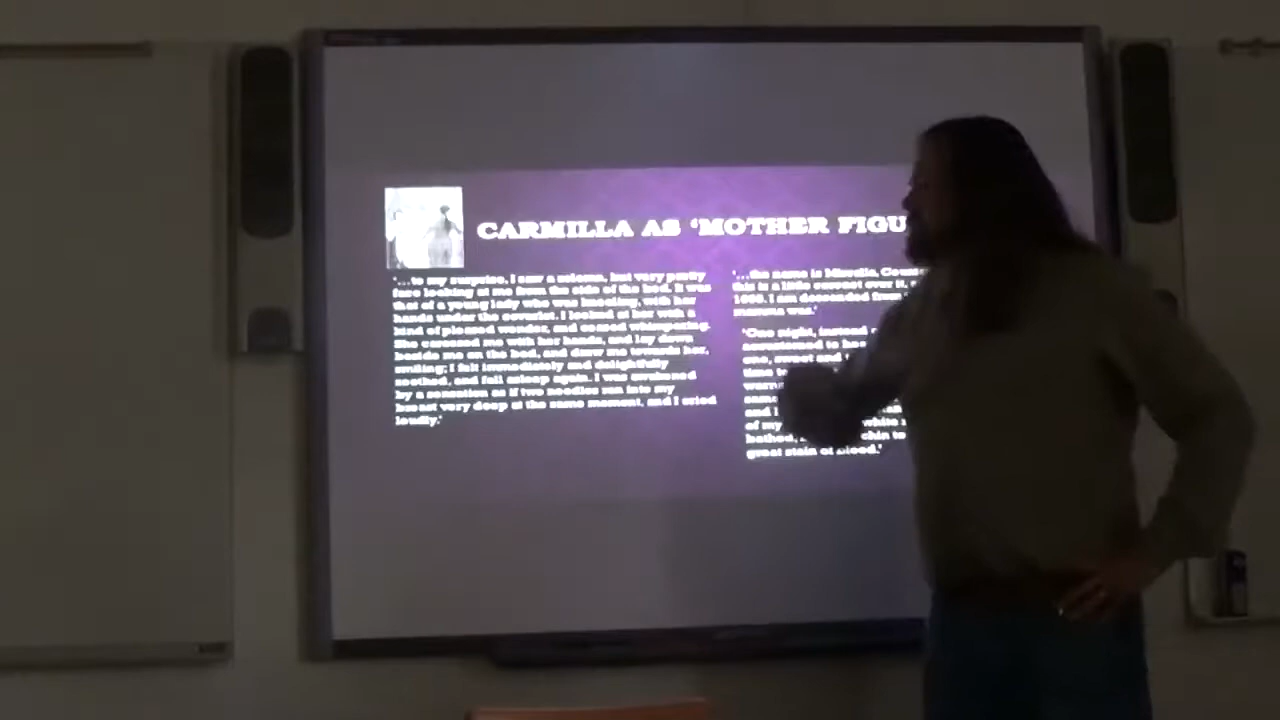 CARMILLA AS ‘MOTHER FIGU
‘...to my surprise, I saw a solemn, but very pretty
face looking at me from the side of the bed. It was
that of a young lady who was kneeling, with her
hands under the coverlet. I looked at her with a
kind of pleased wonder, and ceased whimpering.
She caressed me with her hands, and lay down
beside me on the bed, and drew me towards her,
smiling; I felt immediately and delightfully
soothed, and fell asleep again. I was awakened
by a sensation as if two needles ran into my
breast very deep at the same moment, and I cried
loudly.’
‘...the name is Mircalla,
this is a little coronet over it,
I am descended from
mamma was.’
‘One night, instead
accustomed to
one, sweet and
time
and I
of my white
bathed, chin to
great stain of blood.’